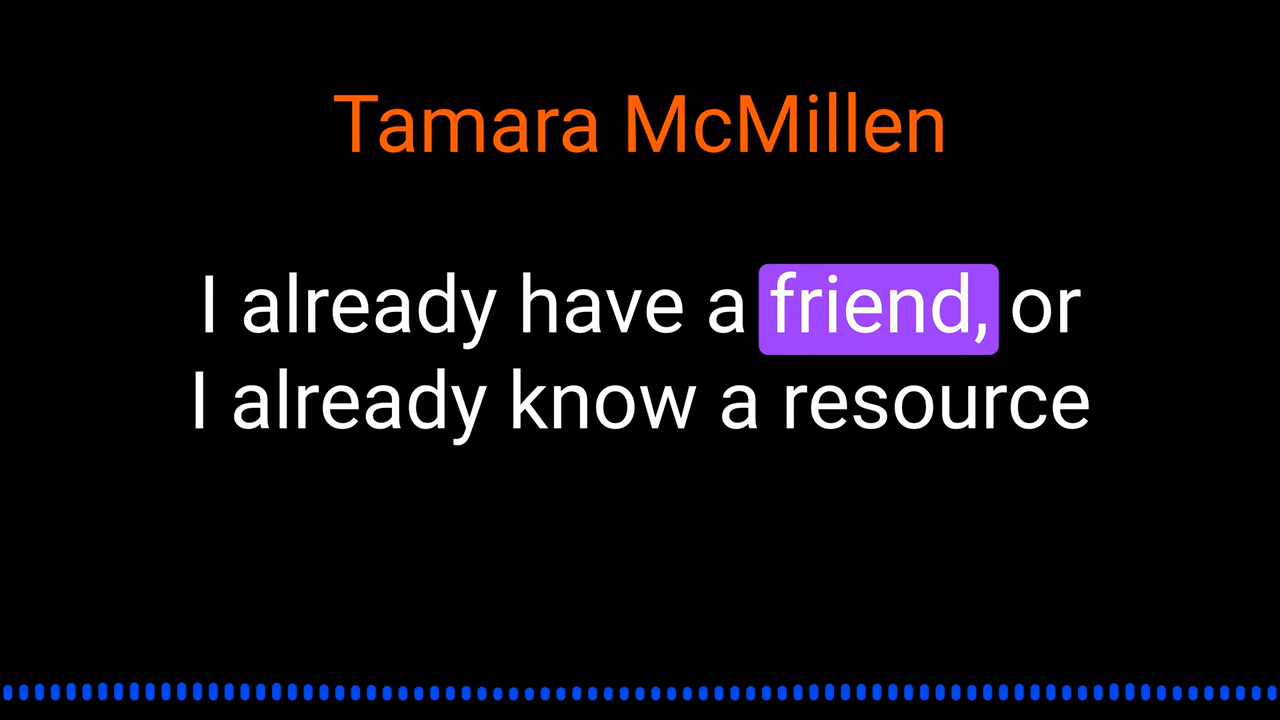 Tamara McMillen
I already have a friend, or
I already know a resource